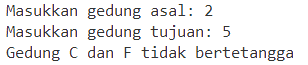 Masukkan gedung asal: 2
Masukkan gedung tujuan: 5
Gedung C dan F tidak bertetangga